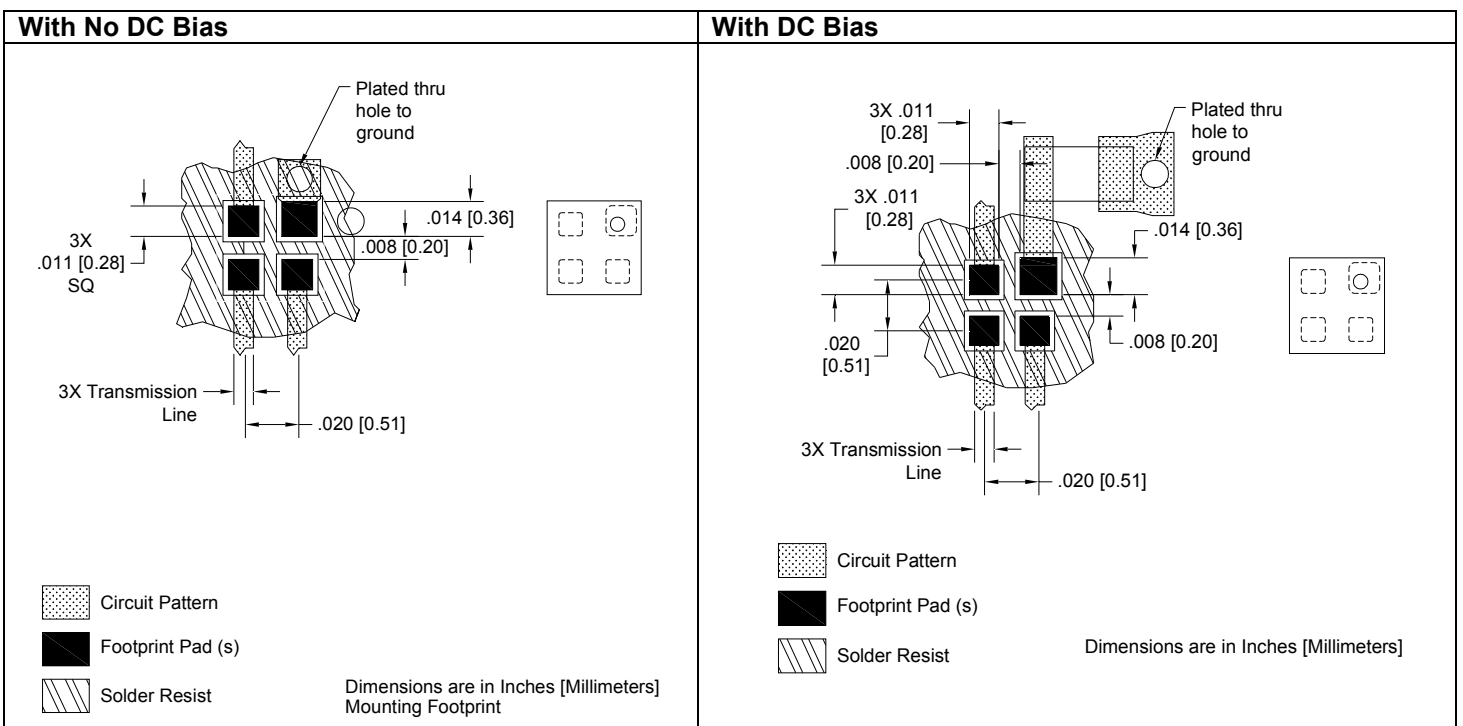 With No DC Bias
Plated thru
hole to
ground
.014 [0.36]
.008 [0.20]
3X
.011 [0.28]
SQ
3X Transmission
Line
.020 [0.51]
Circuit Pattern
Footprint Pad (s)
Solder Resist
Dimensions are in Inches [Millimeters]
Mounting Footprint
With DC Bias
3X .011
[0.28]
.008 [0.20]
3X .011
[0.28]
Plated thru
hole to
ground
.014 [0.36]
.020
[0.51]
.008 [0.20]
3X Transmission
Line
.020 [0.51]
Circuit Pattern
Footprint Pad (s)
Solder Resist
Dimensions are in Inches [Millimeters]